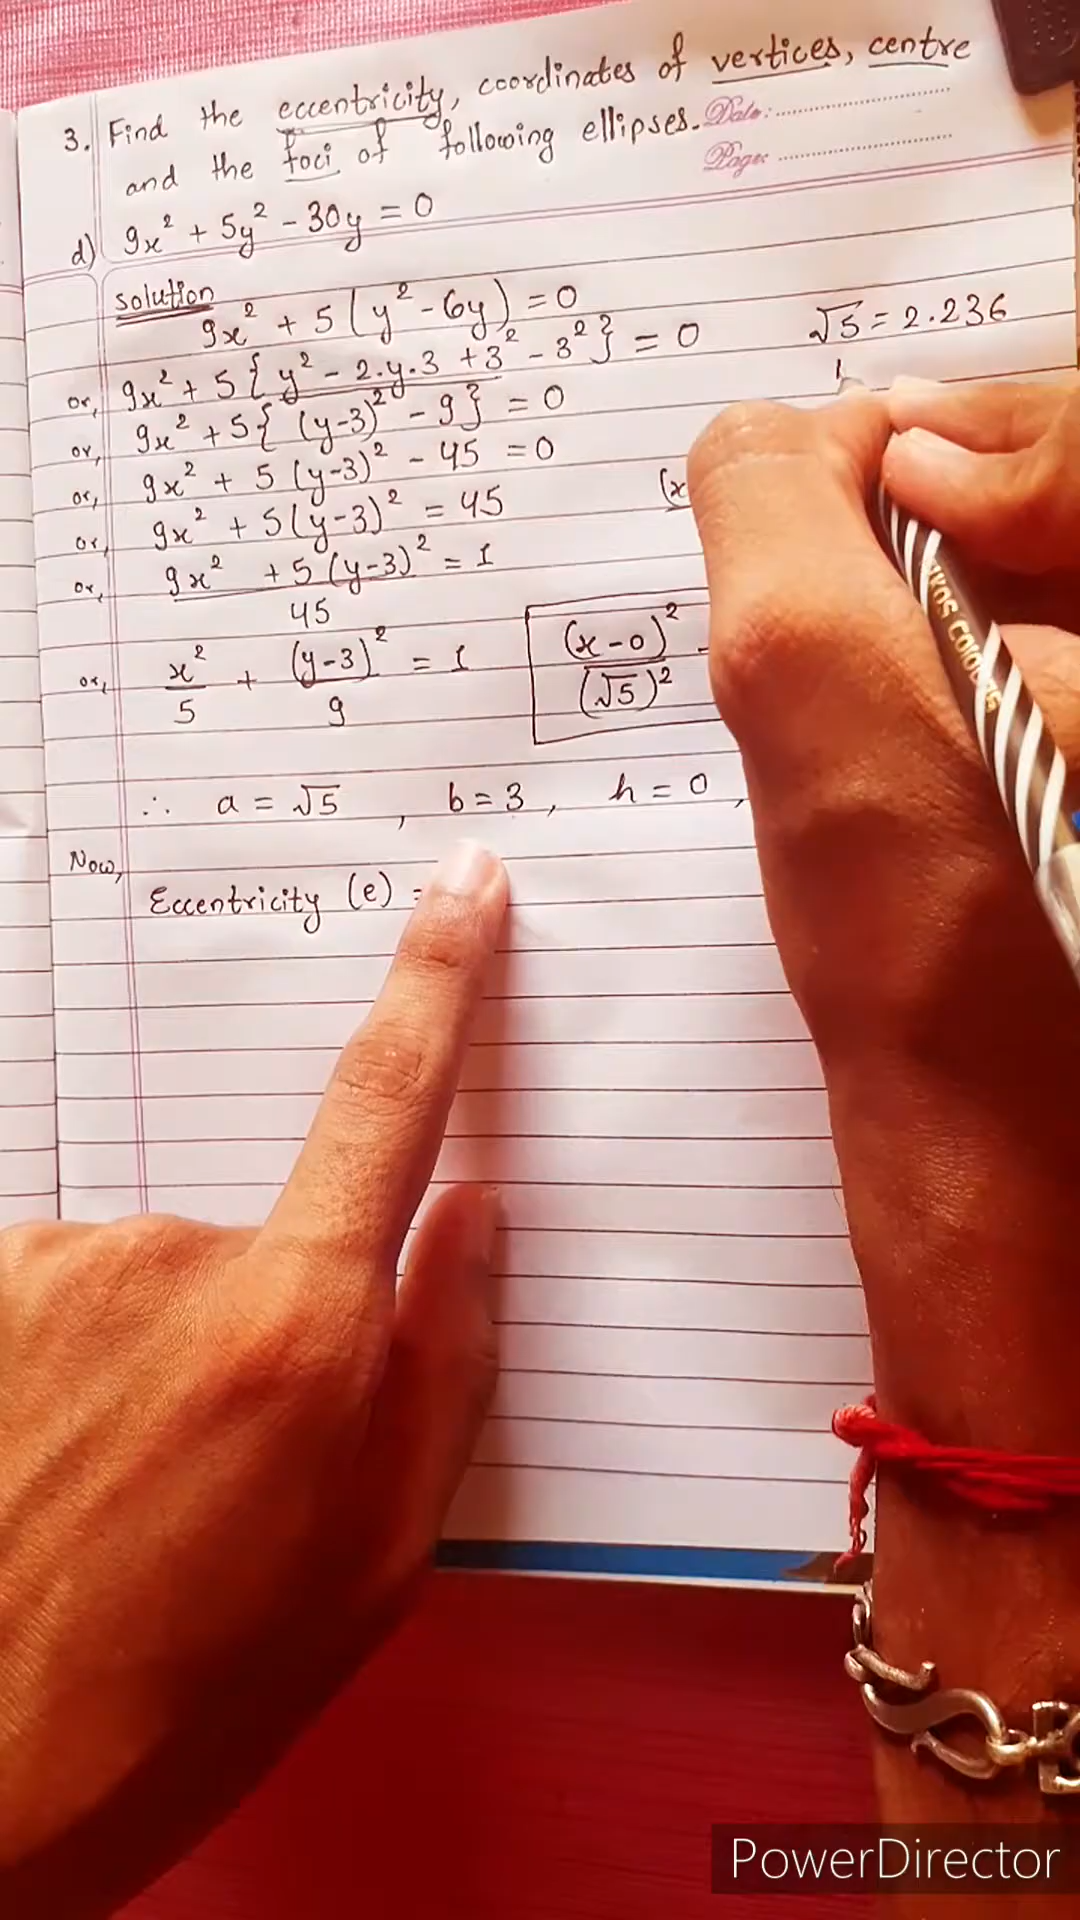 3. Find the eccentricity, coordinates of vertices, centre
and the foci of following ellipses.
Date:
Page:
d) 9x² + 5y² - 30y = 0
solution
9x² + 5(y² - 6y) = 0
or, 9x² + 5{y² - 2.y.3 + 3² - 3²} = 0
or, 9x² + 5{(y-3)² - 9} = 0
or, 9x² + 5(y-3)² - 45 = 0
or, 9x² + 5(y-3)² = 45
or, 9x² + 5(y-3)² / 45 = 1
or, x²/5 + (y-3)²/9 = 1
√5 = 2.236
(x
(x-0)²/(√5)² -
∴ a = √5 , b = 3 , h = 0 ,
Now,
Eccentricity (e) =
OIKOS COLOURS
PowerDirector